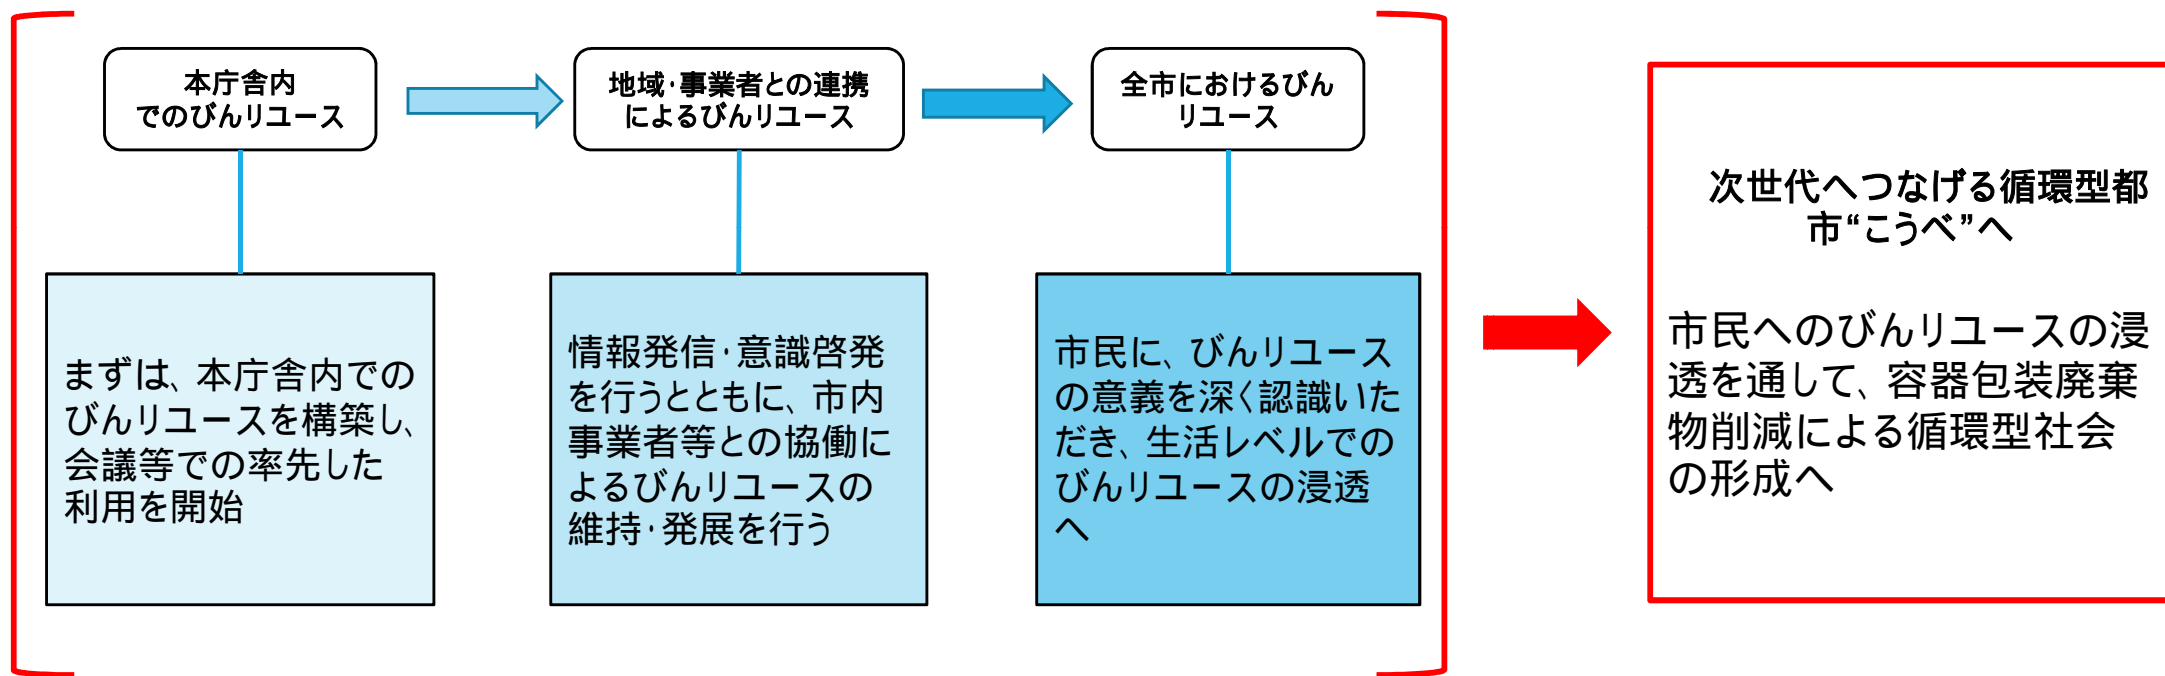 本庁舎内
でのびんリユース
地域・事業者との連携
によるびんリユース
全市におけるびん
リユース
まずは、本庁舎内での
びんリユースを構築し、
会議等での率先した
利用を開始
情報発信・意識啓発
を行うとともに、市内
事業者等との協働に
よるびんリユースの
維持・発展を行う
市民に、びんリユース
の意義を深く認識いた
だき、生活レベルでの
びんリユースの浸透
へ
次世代へつなげる循環型都
市“こうべ”へ
市民へのびんリユースの浸
透を通して、容器包装廃棄
物削減による循環型社会
の形成へ